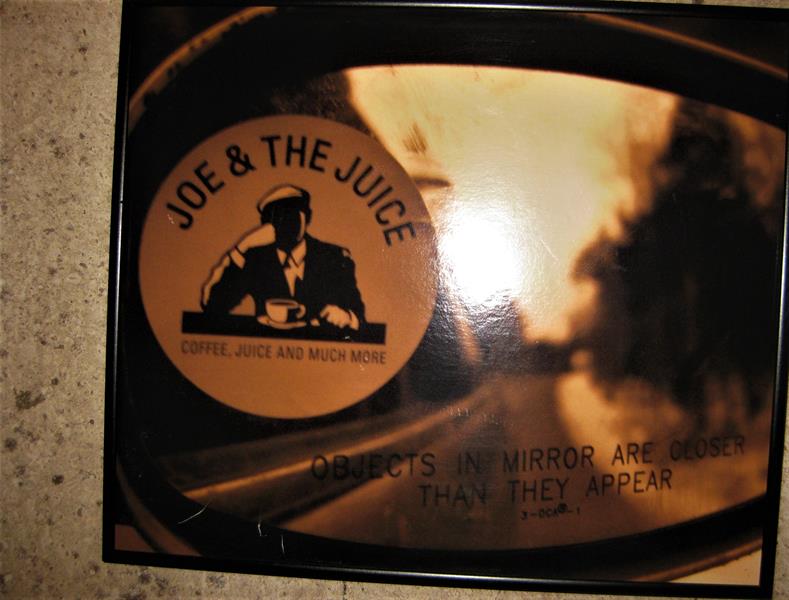 JOE & THE JUICE
COFFEE, JUICE AND MUCH MORE
OBJECTS IN MIRROR ARE CLOSER
THAN THEY APPEAR